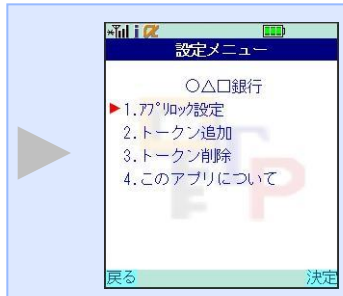 i α
設定メニュー
○△□銀行
1.ｱﾌﾟﾘﾛｯｸ設定
2.トークン追加
3.トークン削除
4.このアプリについて
OTP
戻る 決定